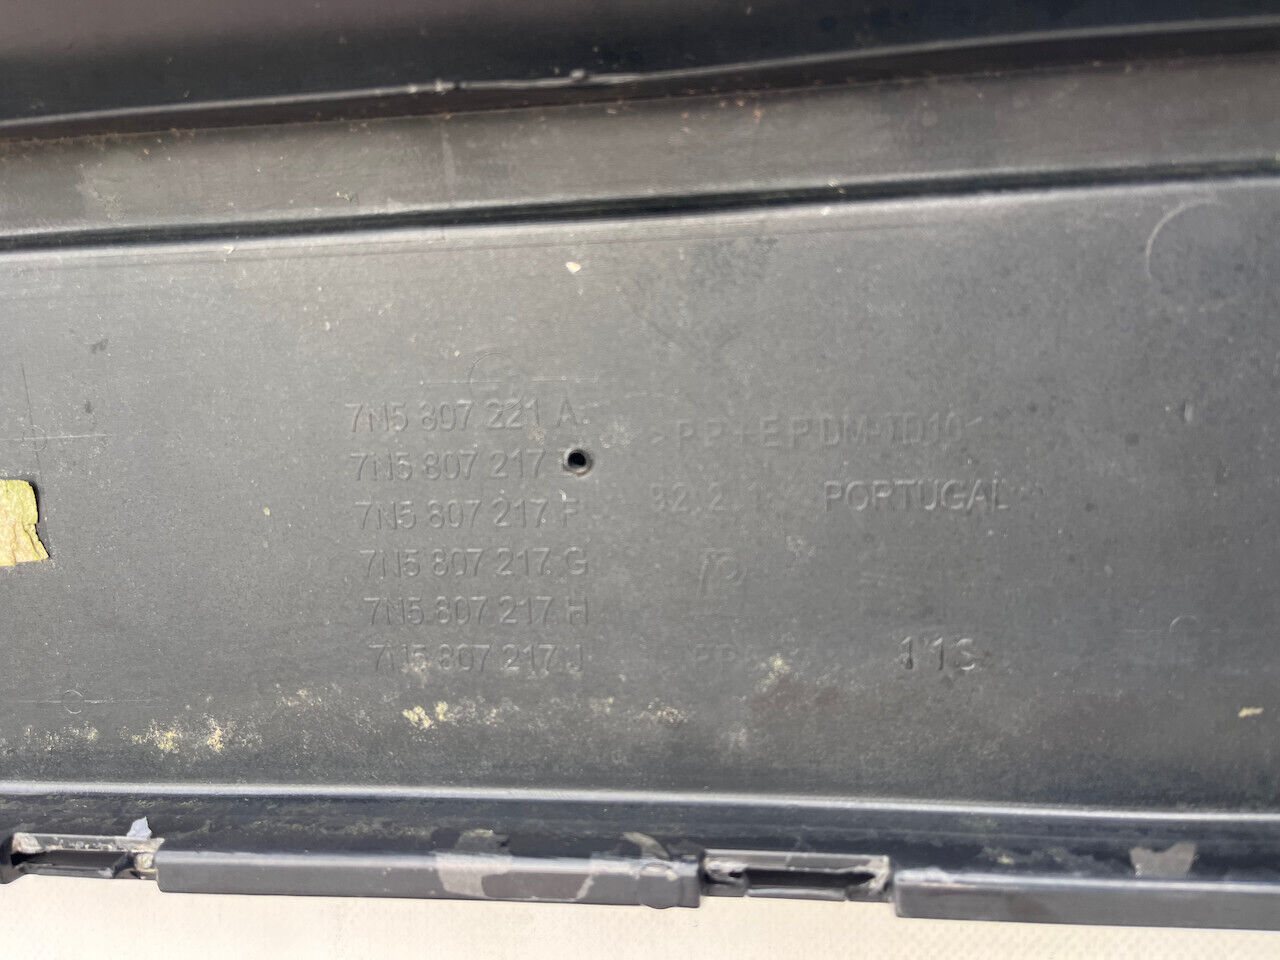 7N5 807 221 A
7N5 807 217
7N5 807 217 F
7N5 807 217 G
7N5 807 217 H
7N5 807 217 J
>PP+EPDM-TD10<
PORTUGAL